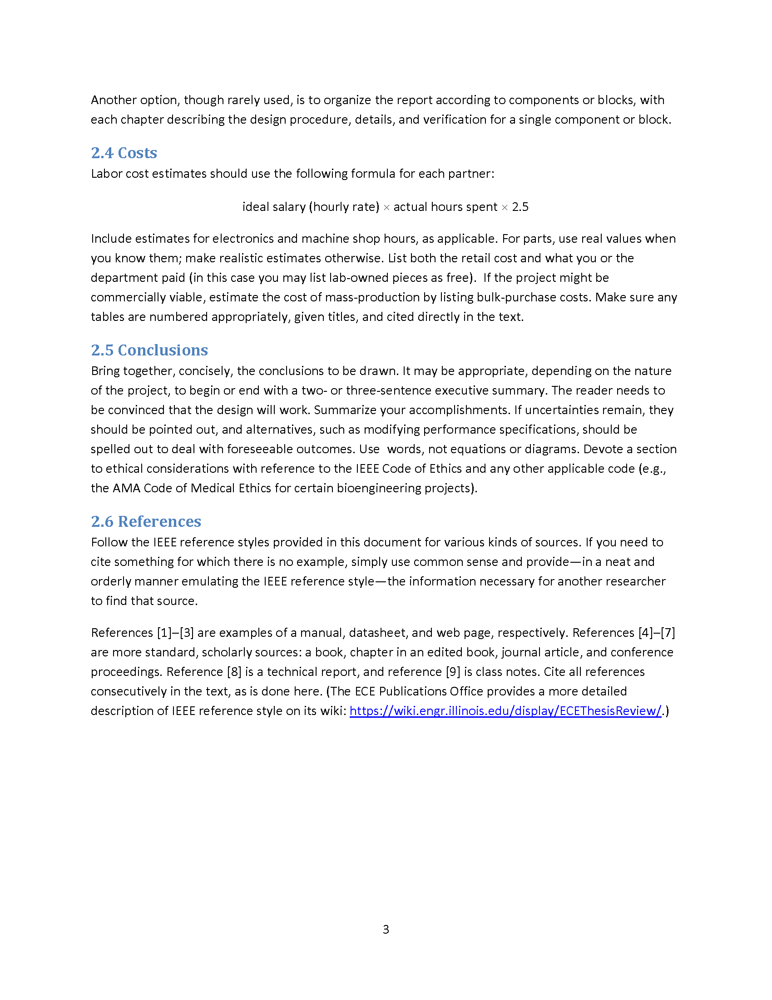 Another option, though rarely used, is to organize the report according to components or blocks, with
each chapter describing the design procedure, details, and verification for a single component or block.
2.4 Costs
Labor cost estimates should use the following formula for each partner:
ideal salary (hourly rate) × actual hours spent × 2.5
Include estimates for electronics and machine shop hours, as applicable. For parts, use real values when
you know them; make realistic estimates otherwise. List both the retail cost and what you or the
department paid (in this case you may list lab-owned pieces as free).  If the project might be
commercially viable, estimate the cost of mass-production by listing bulk-purchase costs. Make sure any
tables are numbered appropriately, given titles, and cited directly in the text.
2.5 Conclusions
Bring together, concisely, the conclusions to be drawn. It may be appropriate, depending on the nature
of the project, to begin or end with a two- or three-sentence executive summary. The reader needs to
be convinced that the design will work. Summarize your accomplishments. If uncertainties remain, they
should be pointed out, and alternatives, such as modifying performance specifications, should be
spelled out to deal with foreseeable outcomes. Use  words, not equations or diagrams. Devote a section
to ethical considerations with reference to the IEEE Code of Ethics and any other applicable code (e.g.,
the AMA Code of Medical Ethics for certain bioengineering projects).
2.6 References
Follow the IEEE reference styles provided in this document for various kinds of sources. If you need to
cite something for which there is no example, simply use common sense and provide—in a neat and
orderly manner emulating the IEEE reference style—the information necessary for another researcher
to find that source.
References [1]–[3] are examples of a manual, datasheet, and web page, respectively. References [4]–[7]
are more standard, scholarly sources: a book, chapter in an edited book, journal article, and conference
proceedings. Reference [8] is a technical report, and reference [9] is class notes. Cite all references
consecutively in the text, as is done here. (The ECE Publications Office provides a more detailed
description of IEEE reference style on its wiki: https://wiki.engr.illinois.edu/display/ECEThesisReview/.)
3